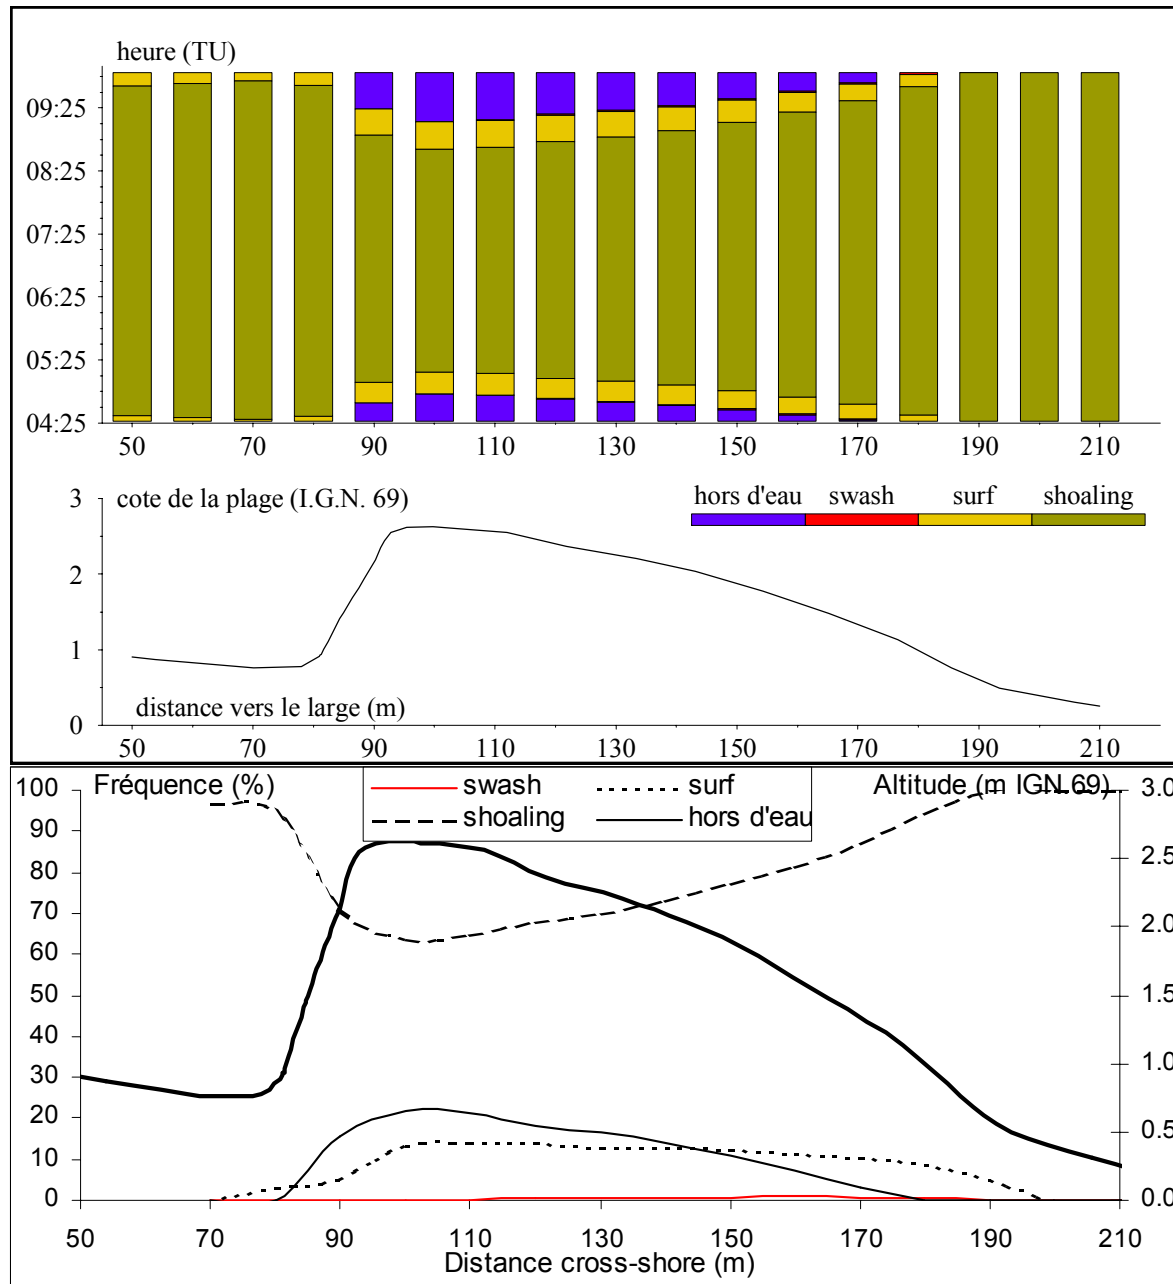 heure (TU)
09:25
08:25
07:25
06:25
05:25
04:25
50 70 90 110 130 150 170 190 210
3
cote de la plage (I.G.N. 69)
hors d'eau swash surf shoaling
2
1
distance vers le large (m)
0
50 70 90 110 130 150 170 190 210
100 Fréquence (%) swash surf Altitude (m IGN 69) 3.0
shoaling hors d'eau
90
80 2.5
70
60 2.0
50 1.5
40
30 1.0
20
10 0.5
0 0.0
50 70 90 110 130 150 170 190 210
Distance cross-shore (m)